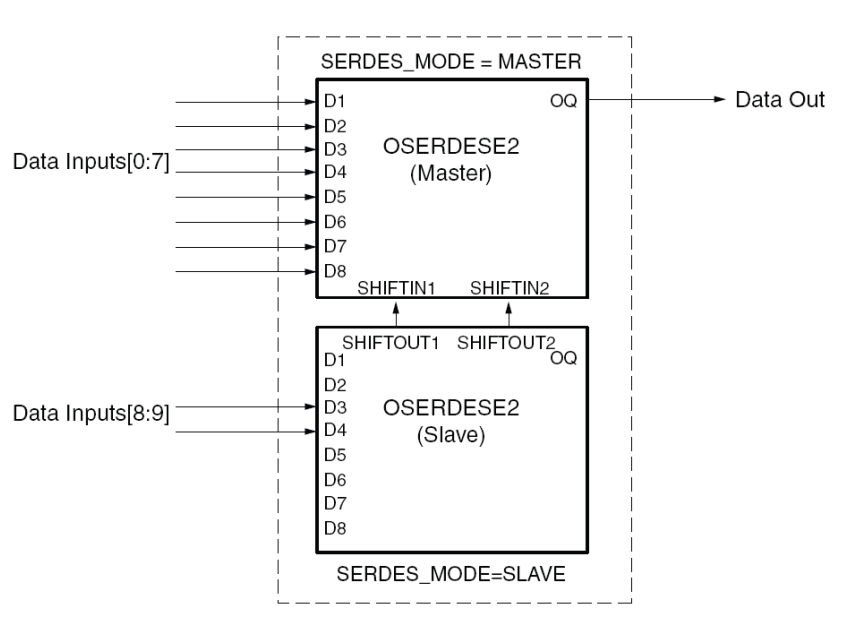 SERDES_MODE = MASTER
D1
OQ
Data Out
D2
D3
OSERDESE2
Data Inputs[0:7]
D4
(Master)
D5
D6
D7
D8
SHIFTIN1
SHIFTIN2
SHIFTOUT1
SHIFTOUT2
D1
OQ
D2
D3
OSERDESE2
Data Inputs[8:9]
D4
(Slave)
D5
D6
D7
D8
SERDES_MODE=SLAVE